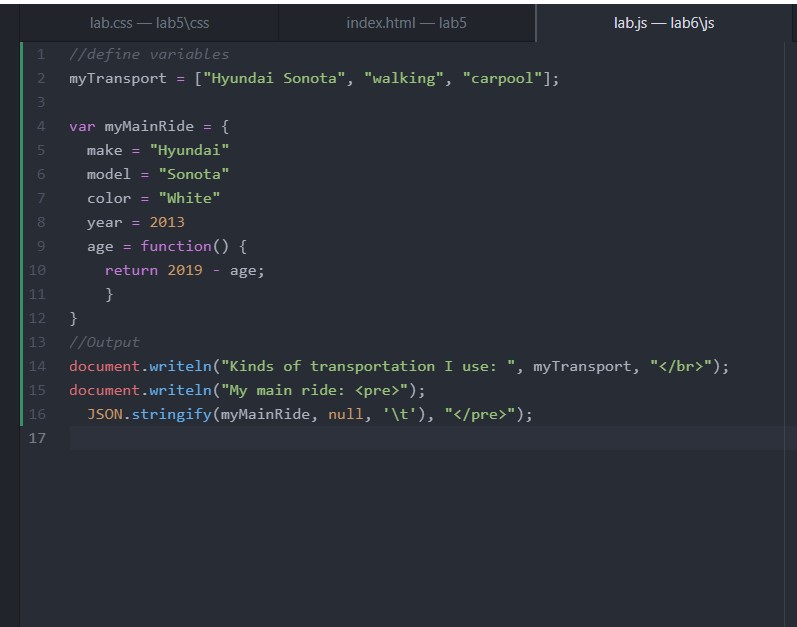 lab.css — lab5\css index.html — lab5 lab.js — lab6\js
1 //define variables
2 myTransport = ["Hyundai Sonota", "walking", "carpool"];
3
4 var myMainRide = {
5   make = "Hyundai"
6   model = "Sonota"
7   color = "White"
8   year = 2013
9   age = function() {
10     return 2019 - age;
11     }
12 }
13 //Output
14 document.writeln("Kinds of transportation I use: ", myTransport, "</br>");
15 document.writeln("My main ride: <pre>");
16   JSON.stringify(myMainRide, null, '\t'), "</pre>");
17